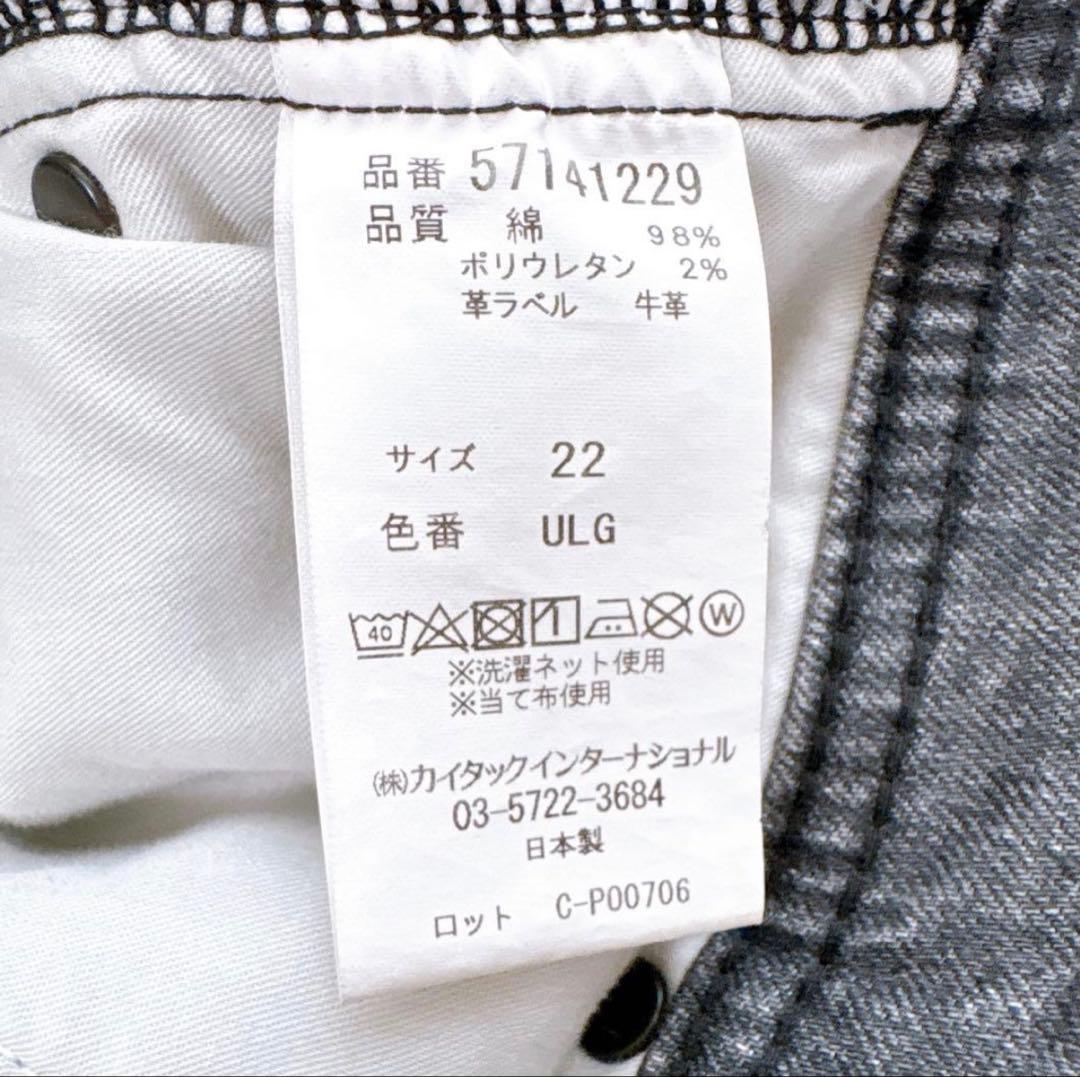 品番 57141229
品質 綿 98%
ポリウレタン 2%
革ラベル 牛革
サイズ 22
色番 ULG
40 W
※洗濯ネット使用
※当て布使用
(株)カイタックインターナショナル
03-5722-3684
日本製
ロット C-P00706